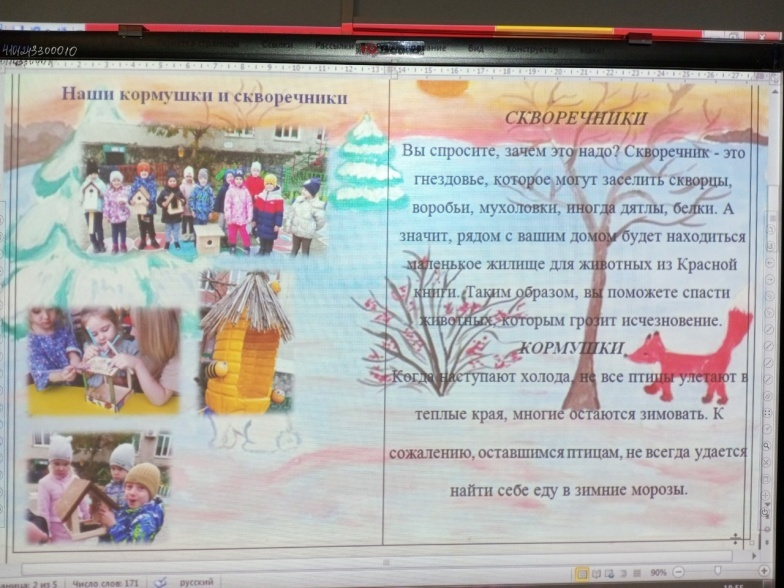 4101243300010
Ссылки Рассылки Вид Конструктор
Наши кормушки и скворечники
СКВОРЕЧНИКИ
Вы спросите, зачем это надо? Скворечник - это
гнездовье, которое могут заселить скворцы,
воробьи, мухоловки, иногда дятлы, белки. А
значит, рядом с вашим домом будет находиться
маленькое жилище для животных из Красной
книги. Таким образом, вы поможете спасти
животных, которым грозит исчезновение.
КОРМУШКИ
Когда наступают холода, не все птицы улетают в
теплые края, многие остаются зимовать. К
сожалению, оставшимся птицам, не всегда удается
найти себе еду в зимние морозы.
аница: 2 из 5 Число слов: 171 русский 90%